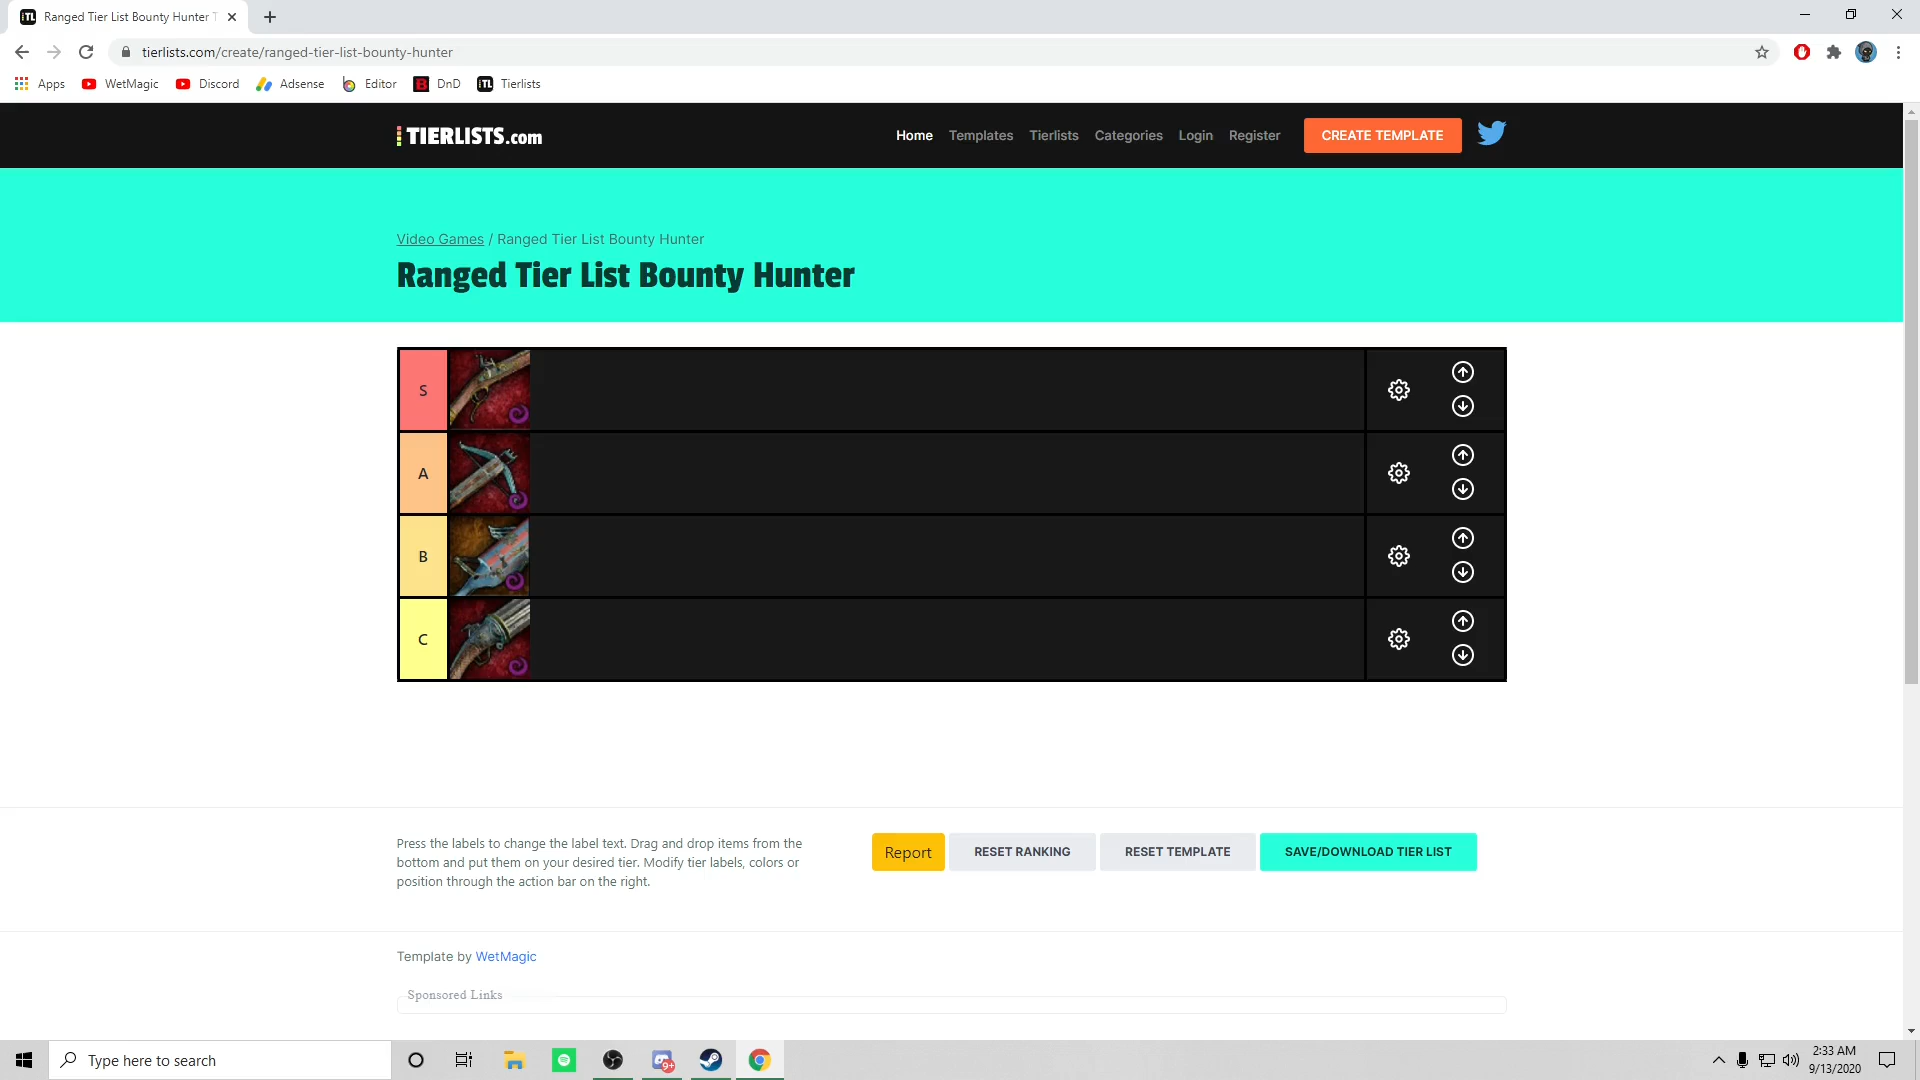 Ranged Tier List Bounty Hunter T
tierlists.com/create/ranged-tier-list-bounty-hunter
Apps WetMagic Discord Adsense Editor DnD Tierlists
TIERLISTS.com
Home Templates Tierlists Categories Login Register CREATE TEMPLATE
Video Games / Ranged Tier List Bounty Hunter
Ranged Tier List Bounty Hunter
S
A
B
C
Press the labels to change the label text. Drag and drop items from the
bottom and put them on your desired tier. Modify tier labels, colors or
position through the action bar on the right.
Report RESET RANKING RESET TEMPLATE SAVE/DOWNLOAD TIER LIST
Template by WetMagic
Sponsored Links
Type here to search
9+
2:33 AM
9/13/2020